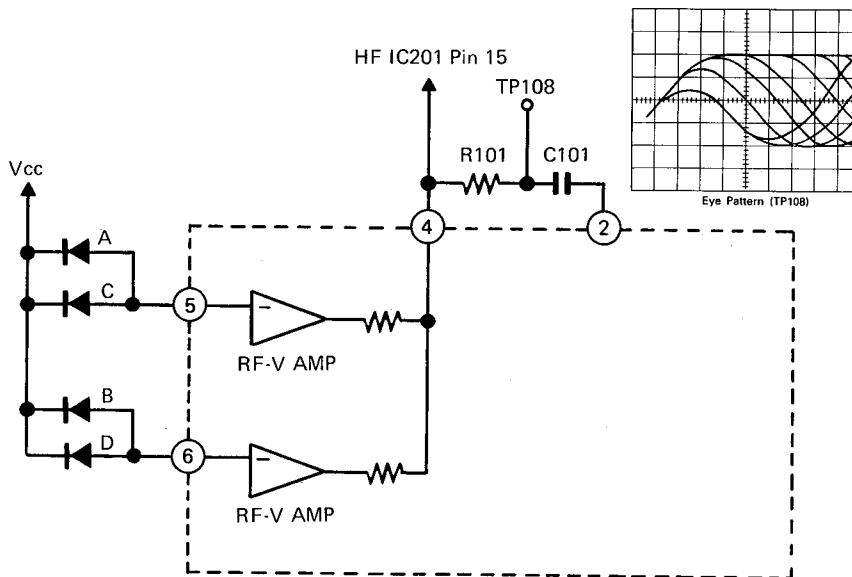 HF IC201 Pin 15
TP108
R101
C101
Eye Pattern (TP108)
Vcc
4
2
A
C
5
−
RF-V AMP
B
D
6
−
RF-V AMP